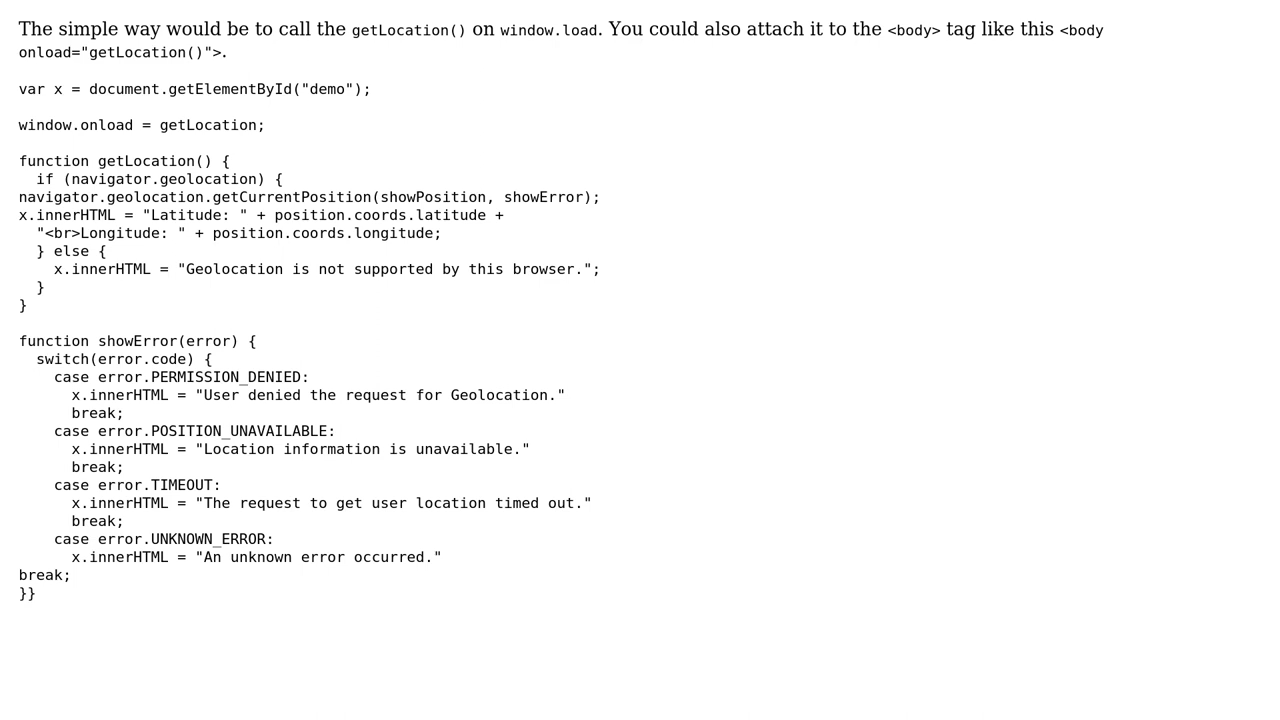 The simple way would be to call the getLocation() on window.load. You could also attach it to the <body> tag like this <body
onload="getLocation()">.
var x = document.getElementById("demo");
window.onload = getLocation;
function getLocation() {
  if (navigator.geolocation) {
navigator.geolocation.getCurrentPosition(showPosition, showError);
x.innerHTML = "Latitude: " + position.coords.latitude +
  "<br>Longitude: " + position.coords.longitude;
  } else {
    x.innerHTML = "Geolocation is not supported by this browser.";
  }
}
function showError(error) {
  switch(error.code) {
    case error.PERMISSION_DENIED:
      x.innerHTML = "User denied the request for Geolocation."
      break;
    case error.POSITION_UNAVAILABLE:
      x.innerHTML = "Location information is unavailable."
      break;
    case error.TIMEOUT:
      x.innerHTML = "The request to get user location timed out."
      break;
    case error.UNKNOWN_ERROR:
      x.innerHTML = "An unknown error occurred."
break;
}}